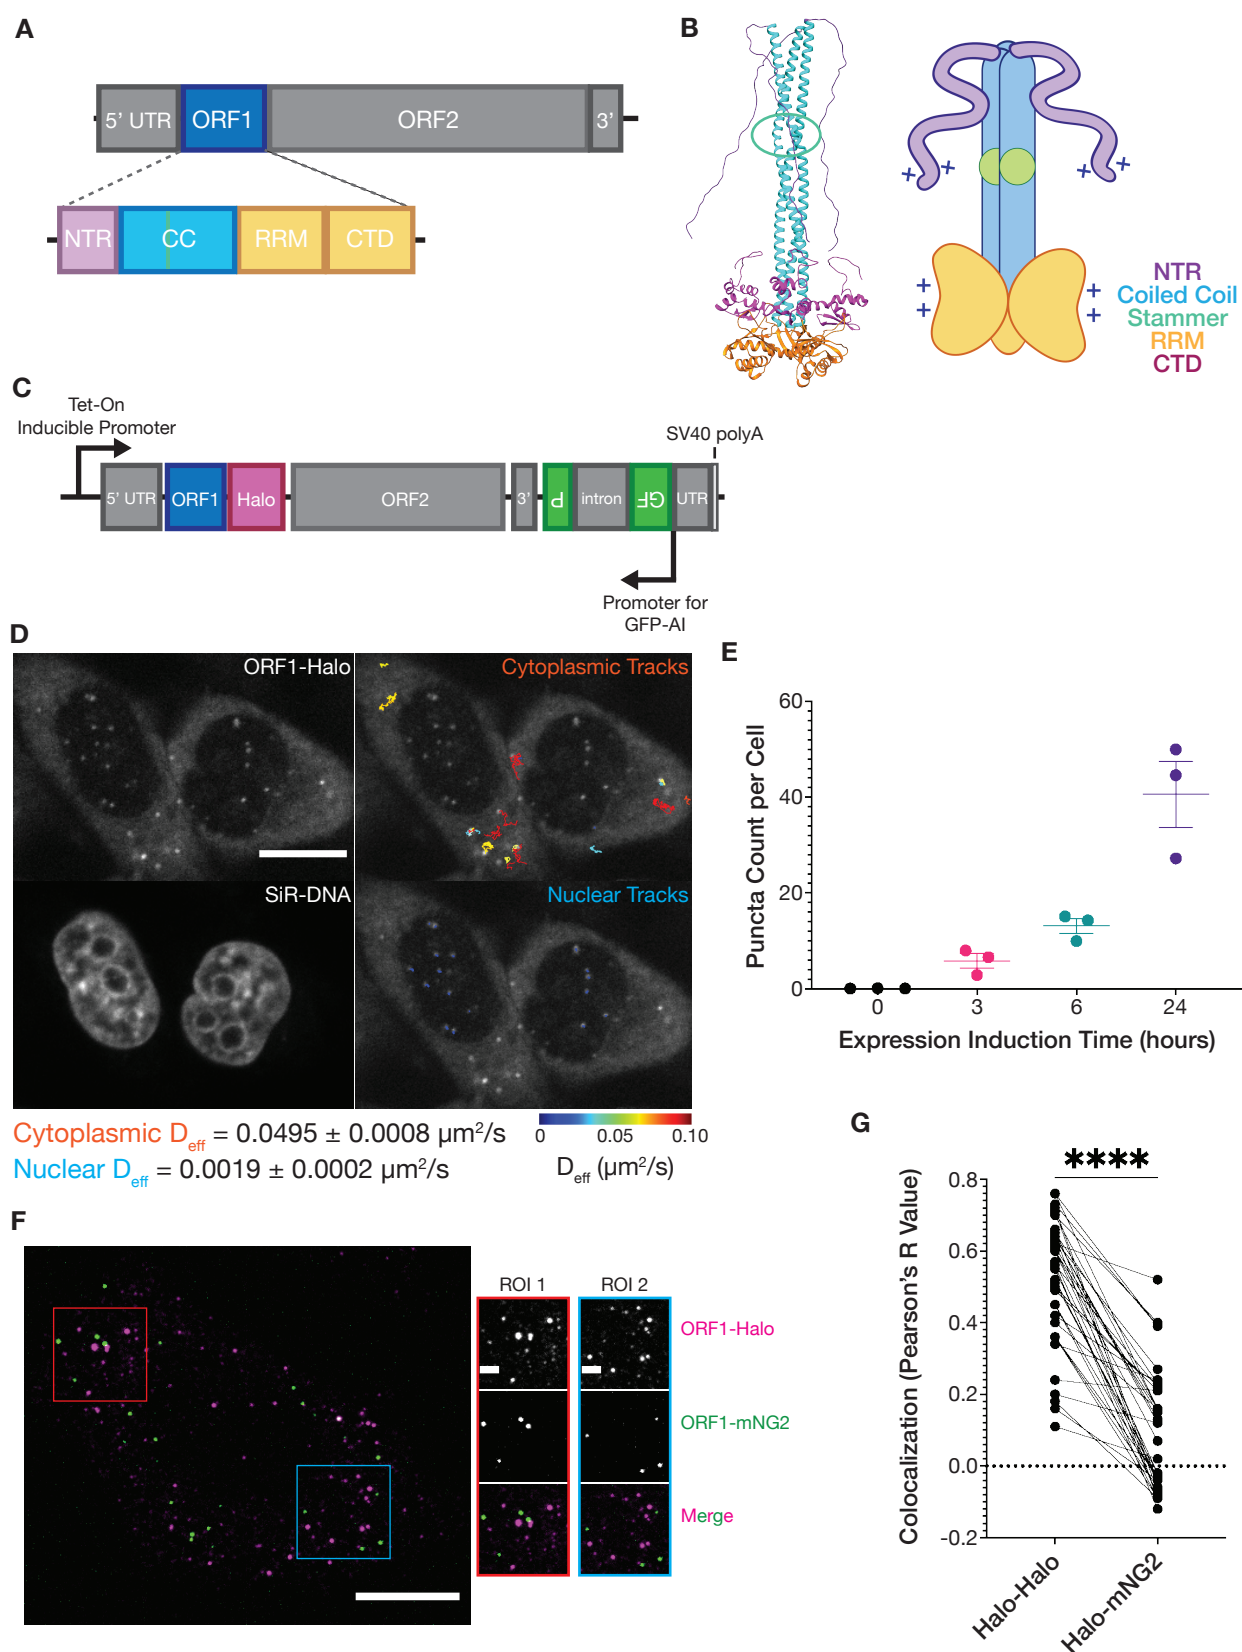 A
5' UTR ORF1 ORF2 3'
NTR CC RRM CTD
B
NTR
Coiled Coil
Stammer
RRM
CTD
C
Tet-On
Inducible Promoter
SV40 polyA
5' UTR ORF1 Halo ORF2 3' P intron GF UTR
Promoter for
GFP-AI
D
ORF1-Halo
Cytoplasmic Tracks
SiR-DNA
Nuclear Tracks
Cytoplasmic Deff = 0.0495 ± 0.0008 µm²/s
Nuclear Deff = 0.0019 ± 0.0002 µm²/s
0 0.05 0.10
Deff (µm²/s)
E
Puncta Count per Cell
60
40
20
0
0 3 6 24
Expression Induction Time (hours)
F
ROI 1 ROI 2
ORF1-Halo
ORF1-mNG2
Merge
G
****
Colocalization (Pearson's R Value)
0.8
0.6
0.4
0.2
0.0
-0.2
Halo-Halo
Halo-mNG2